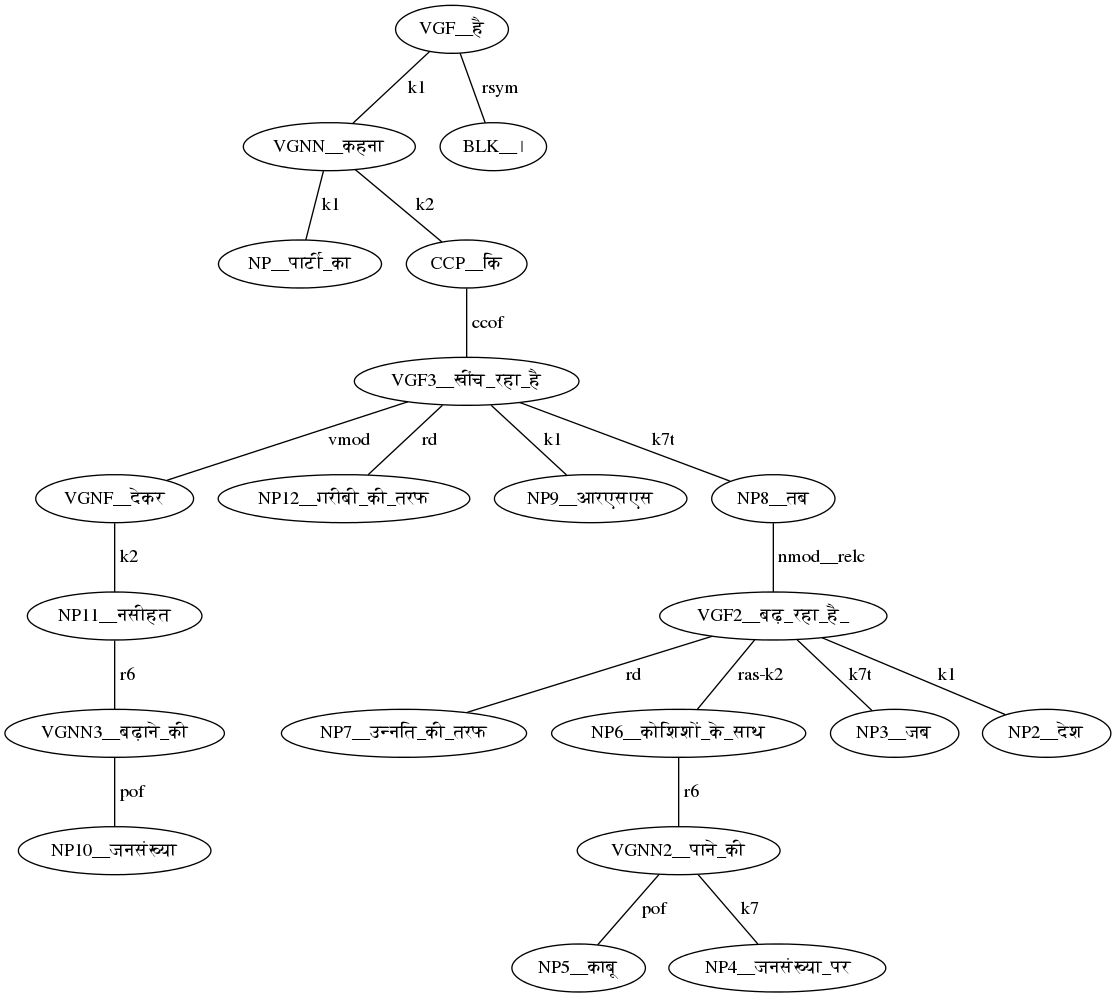 VGF__है
k1 rsym
VGNN__कहना BLK__।
k1 k2
NP__पार्टी_का CCP__कि
ccof
VGF3__खींच_रहा_है
vmod rd k1 k7t
VGNF__देकर NP12__गरीबी_की_तरफ NP9__आरएसएस NP8__तब
k2 nmod__relc
NP11__नसीहत VGF2__बढ़_रहा_है_
r6 rd ras-k2 k7t k1
VGNN3__बढ़ाने_की NP7__उन्नति_की_तरफ NP6__कोशिशों_के_साथ NP3__जब NP2__देश
pof r6
NP10__जनसंख्या VGNN2__पाने_की
pof k7
NP5__काबू NP4__जनसंख्या_पर